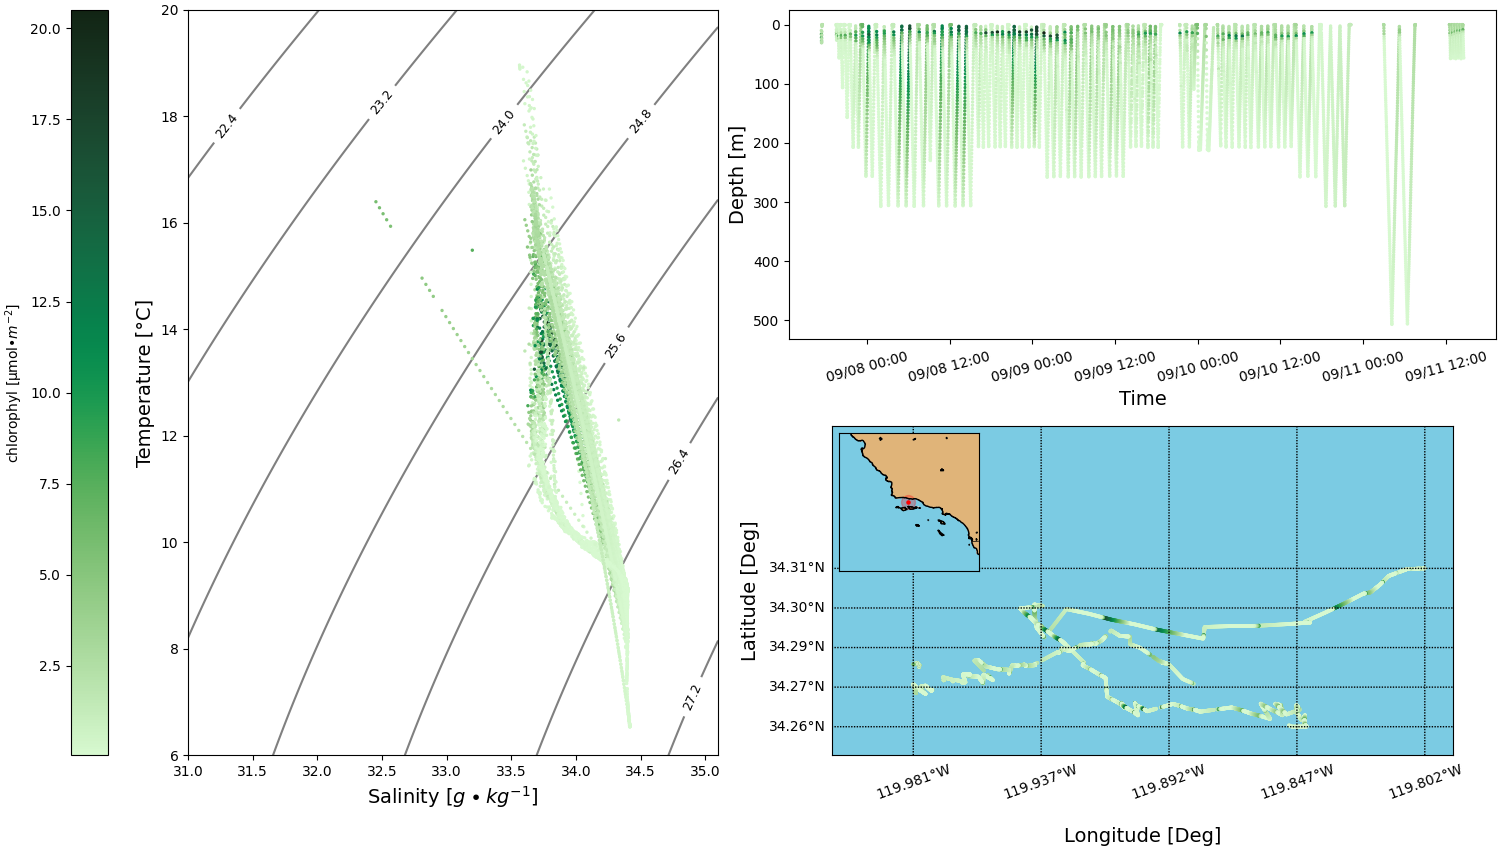 20.0
17.5
15.0
12.5
10.0
7.5
5.0
2.5
chlorophyl [µmol•m⁻²]
20
18
16
14
12
10
8
6
Temperature [°C]
22.4
23.2
24.0
24.8
25.6
26.4
27.2
31.0 31.5 32.0 32.5 33.0 33.5 34.0 34.5 35.0
Salinity [g • kg⁻¹]
0
100
200
300
400
500
Depth [m]
09/08 00:00 09/08 12:00 09/09 00:00 09/09 12:00 09/10 00:00 09/10 12:00 09/11 00:00 09/11 12:00
Time
34.31°N
34.30°N
34.29°N
34.27°N
34.26°N
Latitude [Deg]
119.981°W 119.937°W 119.892°W 119.847°W 119.802°W
Longitude [Deg]